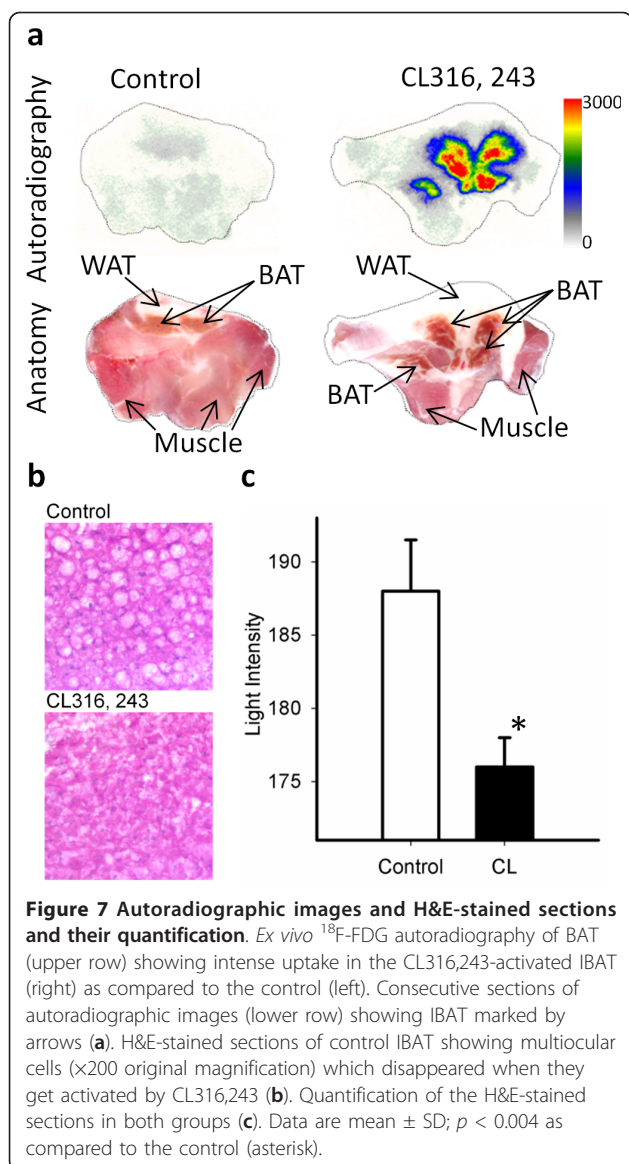 a
Control
CL316, 243
Autoradiography
3000
0
WAT
BAT
WAT
BAT
Anatomy
BAT
Muscle
Muscle
b
c
Control
CL316, 243
Light Intensity
190
185
180
175
*
Control
CL
Figure 7 Autoradiographic images and H&E-stained sections
and their quantification. Ex vivo ¹⁸F-FDG autoradiography of BAT
(upper row) showing intense uptake in the CL316,243-activated IBAT
(right) as compared to the control (left). Consecutive sections of
autoradiographic images (lower row) showing IBAT marked by
arrows (a). H&E-stained sections of control IBAT showing multiocular
cells (×200 original magnification) which disappeared when they
get activated by CL316,243 (b). Quantification of the H&E-stained
sections in both groups (c). Data are mean ± SD; p < 0.004 as
compared to the control (asterisk).